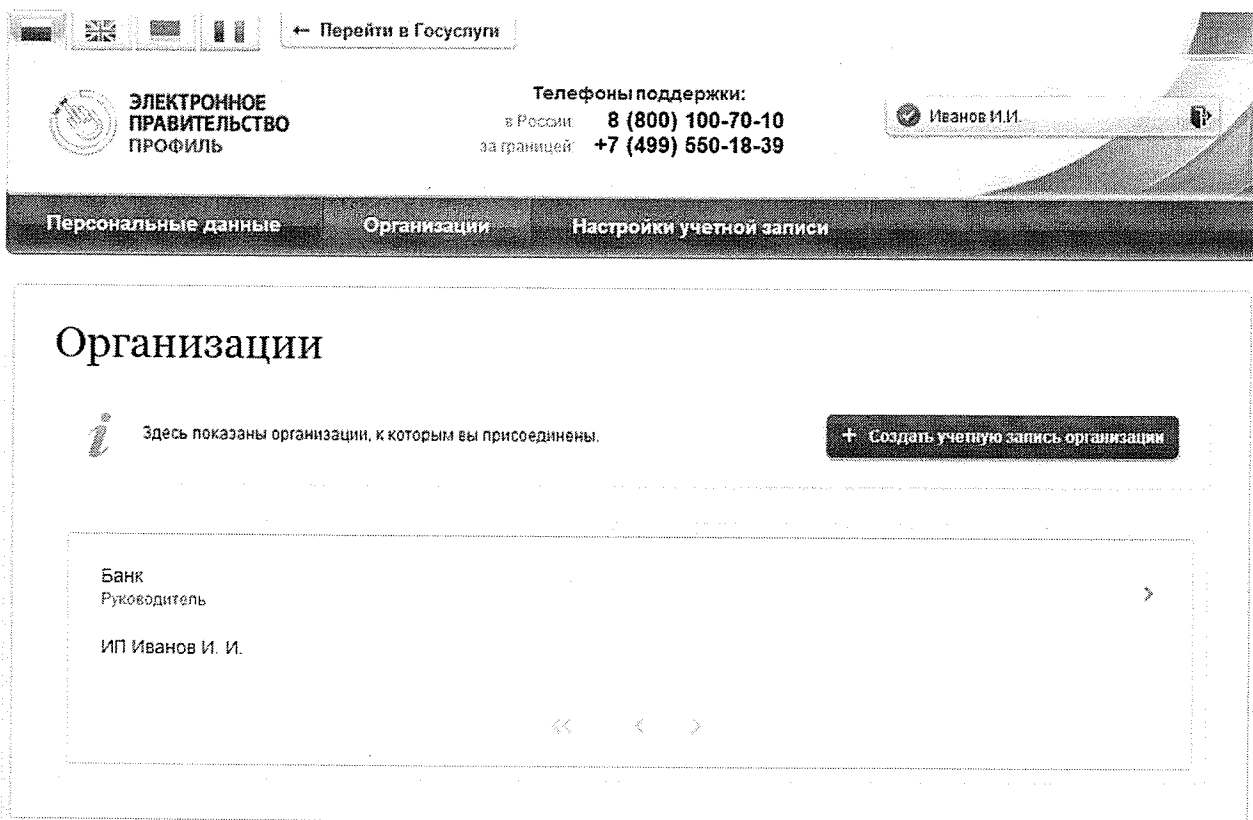 ← Перейти в Госуслуги
ЭЛЕКТРОННОЕ
ПРАВИТЕЛЬСТВО
ПРОФИЛЬ
Телефоны поддержки:
в России: 8 (800) 100-70-10
за границей: +7 (499) 550-18-39
Иванов И.И.
Персональные данные Организации Настройки учетной записи
Организации
Здесь показаны организации, к которым вы присоединены.
+ Создать учетную запись организации
Банк
Руководитель
ИП Иванов И. И.